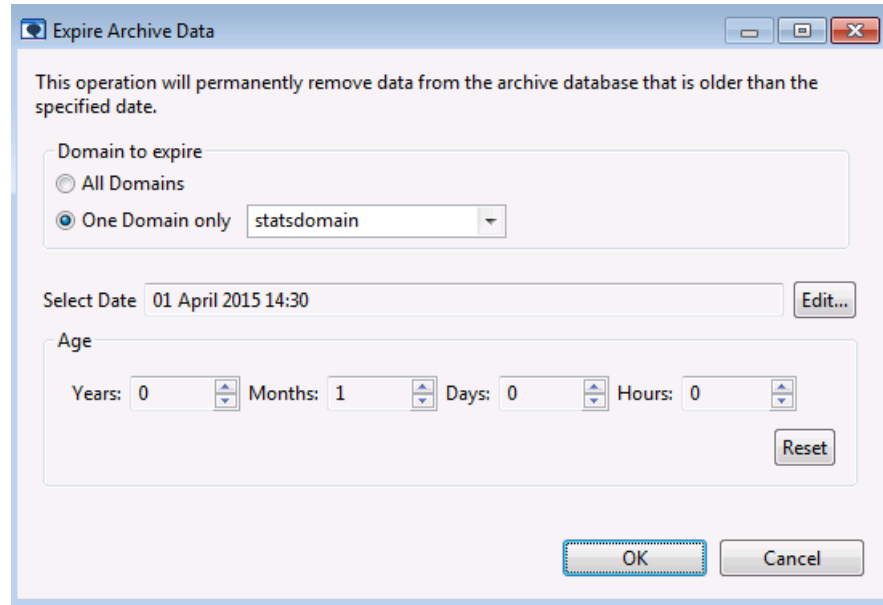 Expire Archive Data
This operation will permanently remove data from the archive database that is older than the
specified date.
Domain to expire
All Domains
One Domain only statsdomain
Select Date 01 April 2015 14:30 Edit...
Age
Years: 0 Months: 1 Days: 0 Hours: 0
Reset
OK Cancel